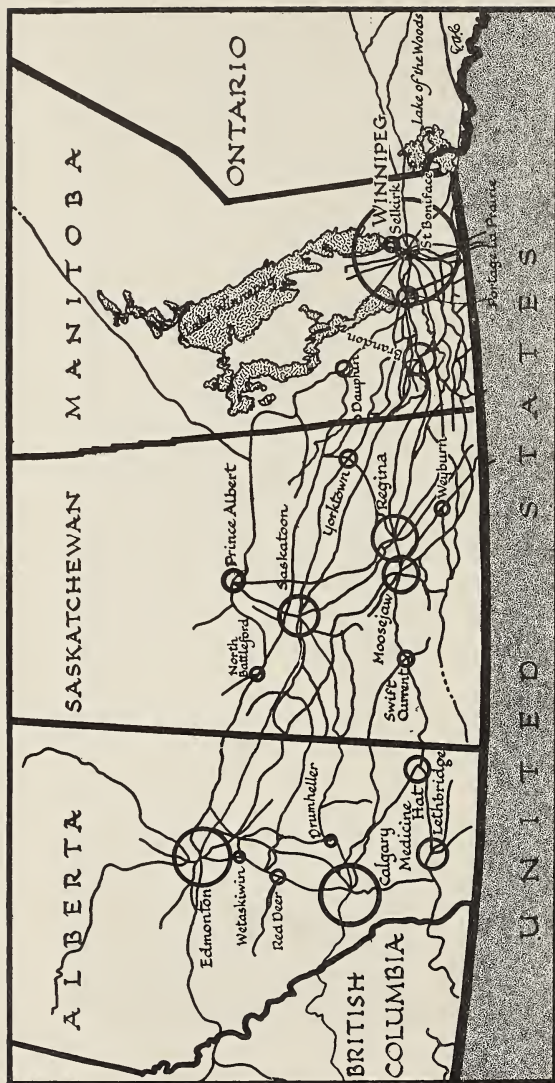 ALBERTA
SASKATCHEWAN
MANITOBA
ONTARIO
BRITISH
COLUMBIA
UNITED STATES
Edmonton
Wetaskiwin
Red Deer
Drumheller
Calgary
Medicine
Hat
Lethbridge
North
Battleford
Prince Albert
Saskatoon
Swift
Current
Moosejaw
Regina
Yorktown
Weyburn
Dauphin
Brandon
WINNIPEG
Selkirk
St Boniface
Portage La Prairie
Lake of the Woods